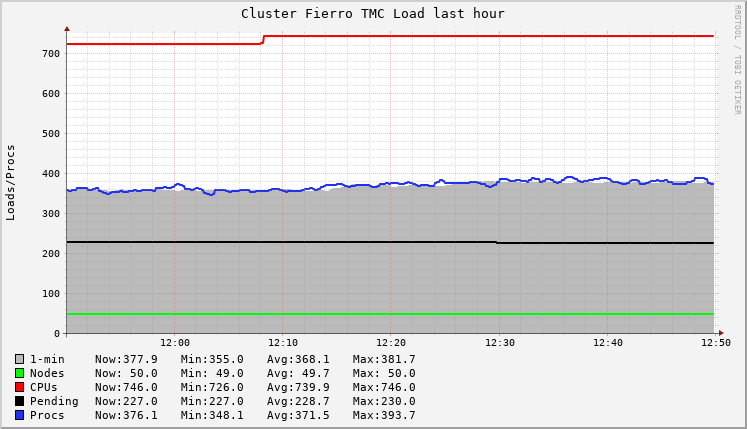 Cluster Fierro TMC Load last hour
RRDTOOL / TOBI OETIKER
Loads/Procs
700
600
500
400
300
200
100
0
12:00 12:10 12:20 12:30 12:40 12:50
1-min Now:377.9 Min:355.0 Avg:368.1 Max:381.7
Nodes Now: 50.0 Min: 49.0 Avg: 49.7 Max: 50.0
CPUs Now:746.0 Min:726.0 Avg:739.9 Max:746.0
Pending Now:227.0 Min:227.0 Avg:228.7 Max:230.0
Procs Now:376.1 Min:348.1 Avg:371.5 Max:393.7